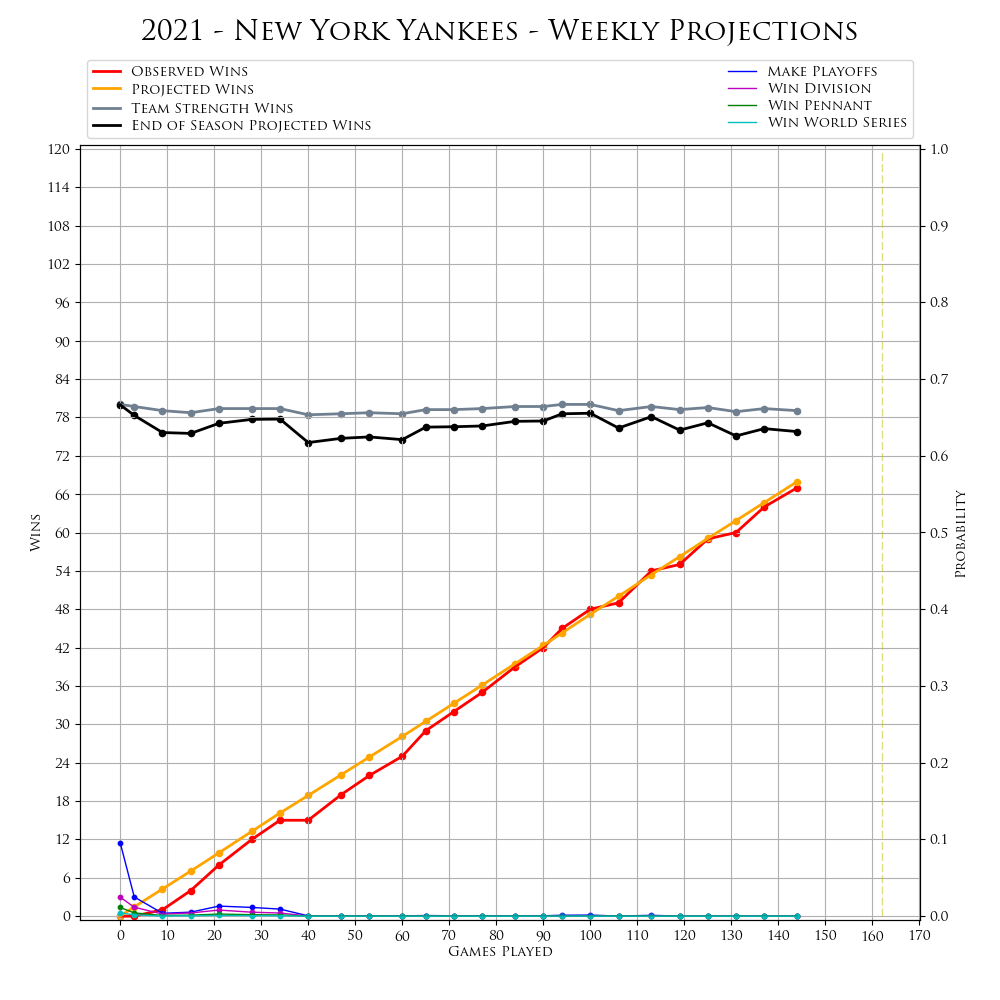 2021 - New York Yankees - Weekly Projections
Observed Wins
Projected Wins
Team Strength Wins
End of Season Projected Wins
Make Playoffs
Win Division
Win Pennant
Win World Series
120
114
108
102
96
90
84
78
72
66
60
54
48
42
36
30
24
18
12
6
0
Wins
1.0
0.9
0.8
0.7
0.6
0.5
0.4
0.3
0.2
0.1
0.0
Probability
0 10 20 30 40 50 60 70 80 90 100 110 120 130 140 150 160 170
Games Played